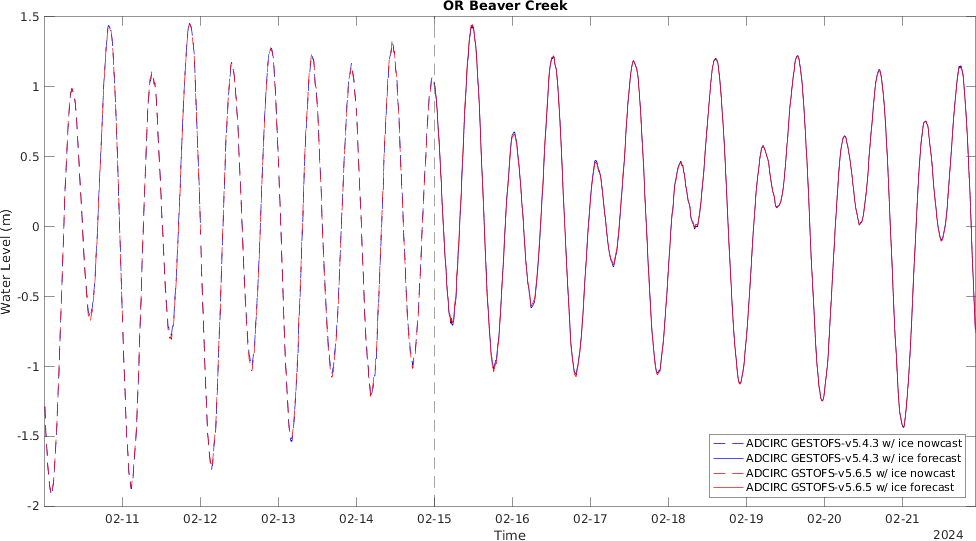 OR Beaver Creek
1.5
1
0.5
0
-0.5
-1
-1.5
-2
Water Level (m)
ADCIRC GESTOFS-v5.4.3 w/ ice nowcast
ADCIRC GESTOFS-v5.4.3 w/ ice forecast
ADCIRC GSTOFS-v5.6.5 w/ ice nowcast
ADCIRC GSTOFS-v5.6.5 w/ ice forecast
02-11 02-12 02-13 02-14 02-15 02-16 02-17 02-18 02-19 02-20 02-21
Time
2024